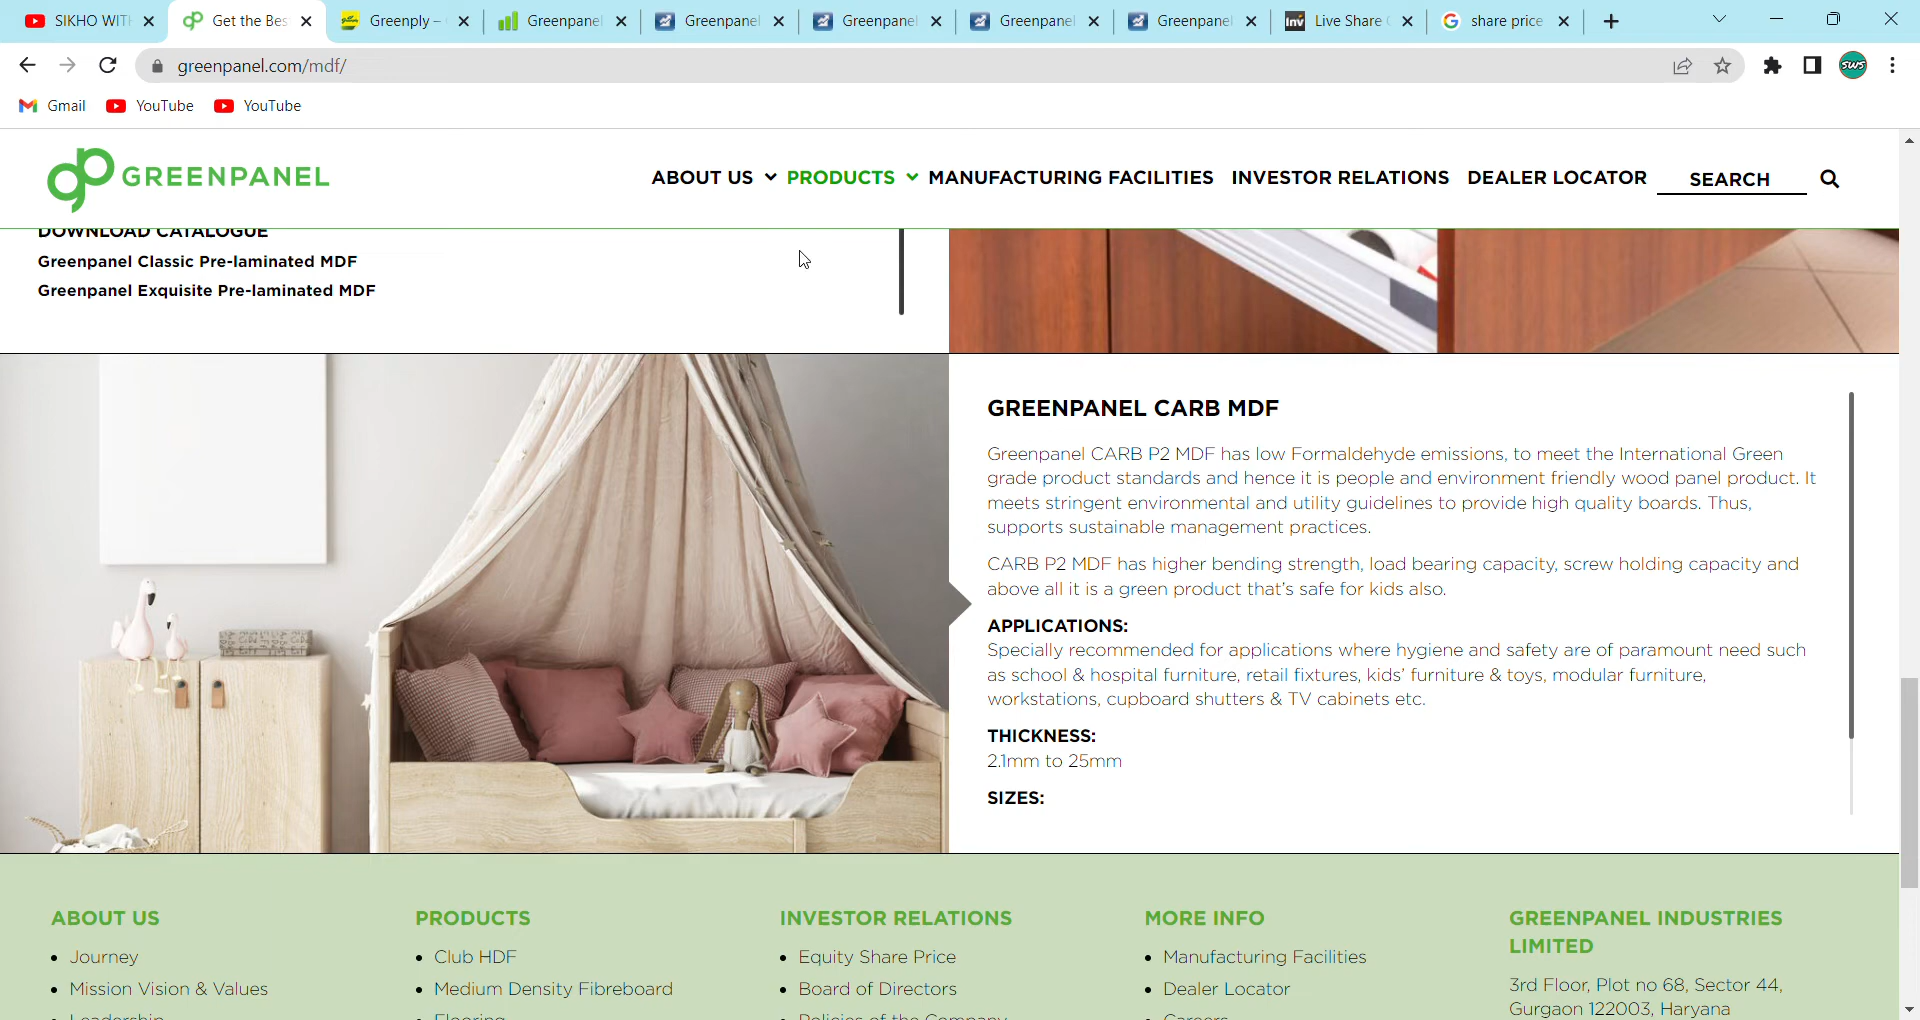 SIKHO WITH
Get the Bes
Greenply –
Greenpanel
Greenpanel
Greenpanel
Greenpanel
Greenpanel
Inv Live Share
share price
greenpanel.com/mdf/
SWS
Gmail YouTube YouTube
GREENPANEL
ABOUT US PRODUCTS MANUFACTURING FACILITIES INVESTOR RELATIONS DEALER LOCATOR SEARCH
DOWNLOAD CATALOGUE
Greenpanel Classic Pre-laminated MDF
Greenpanel Exquisite Pre-laminated MDF
GREENPANEL CARB MDF
Greenpanel CARB P2 MDF has low Formaldehyde emissions, to meet the International Green
grade product standards and hence it is people and environment friendly wood panel product. It
meets stringent environmental and utility guidelines to provide high quality boards. Thus,
supports sustainable management practices.
CARB P2 MDF has higher bending strength, load bearing capacity, screw holding capacity and
above all it is a green product that's safe for kids also.
APPLICATIONS:
Specially recommended for applications where hygiene and safety are of paramount need such
as school & hospital furniture, retail fixtures, kids' furniture & toys, modular furniture,
workstations, cupboard shutters & TV cabinets etc.
THICKNESS:
2.1mm to 25mm
SIZES:
ABOUT US
Journey
Mission Vision & Values
Leadership
PRODUCTS
Club HDF
Medium Density Fibreboard
Flooring
INVESTOR RELATIONS
Equity Share Price
Board of Directors
Policies of the Company
MORE INFO
Manufacturing Facilities
Dealer Locator
Careers
GREENPANEL INDUSTRIES
LIMITED
3rd Floor, Plot no 68, Sector 44,
Gurgaon 122003, Haryana